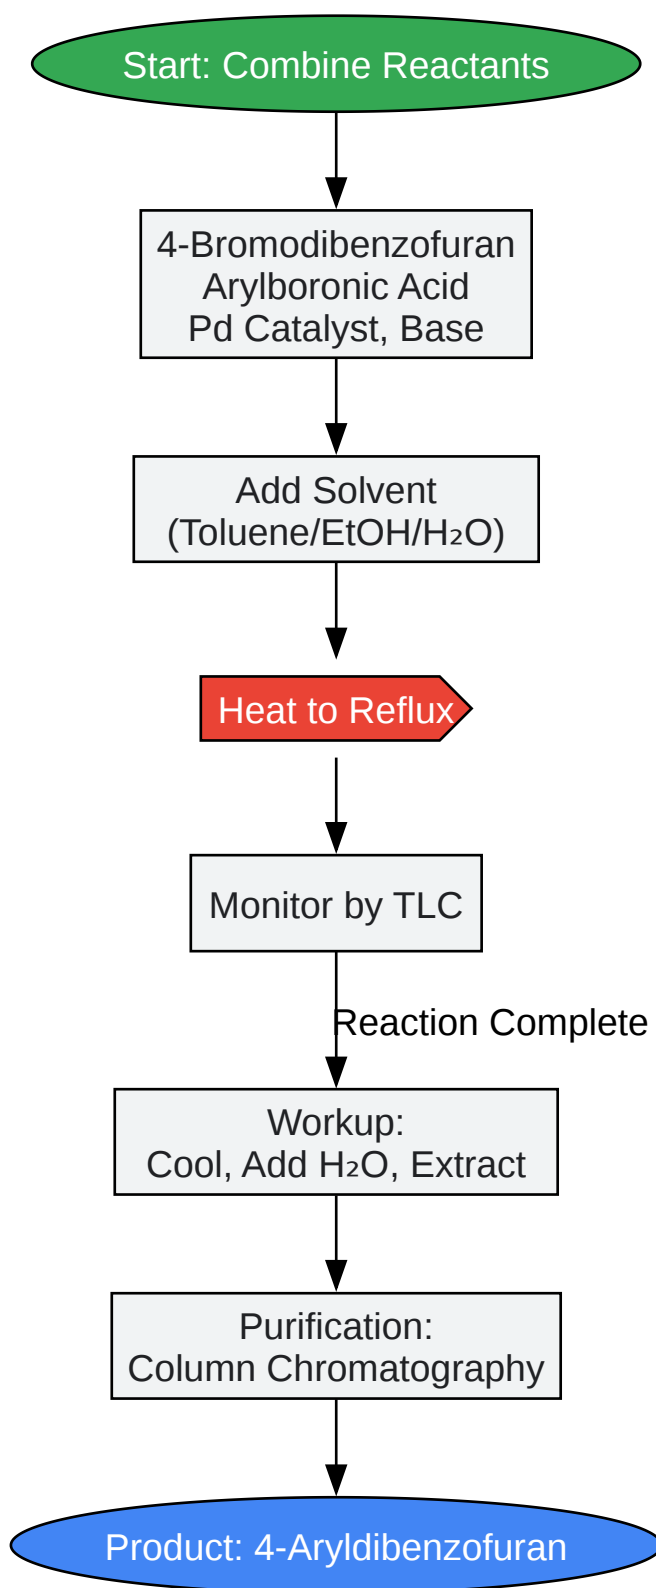 Start: Combine Reactants
4-Bromodibenzofuran
Arylboronic Acid
Pd Catalyst, Base
Add Solvent
(Toluene/EtOH/H₂O)
Heat to Reflux
Monitor by TLC
Reaction Complete
Workup:
Cool, Add H₂O, Extract
Purification:
Column Chromatography
Product: 4-Aryldibenzofuran